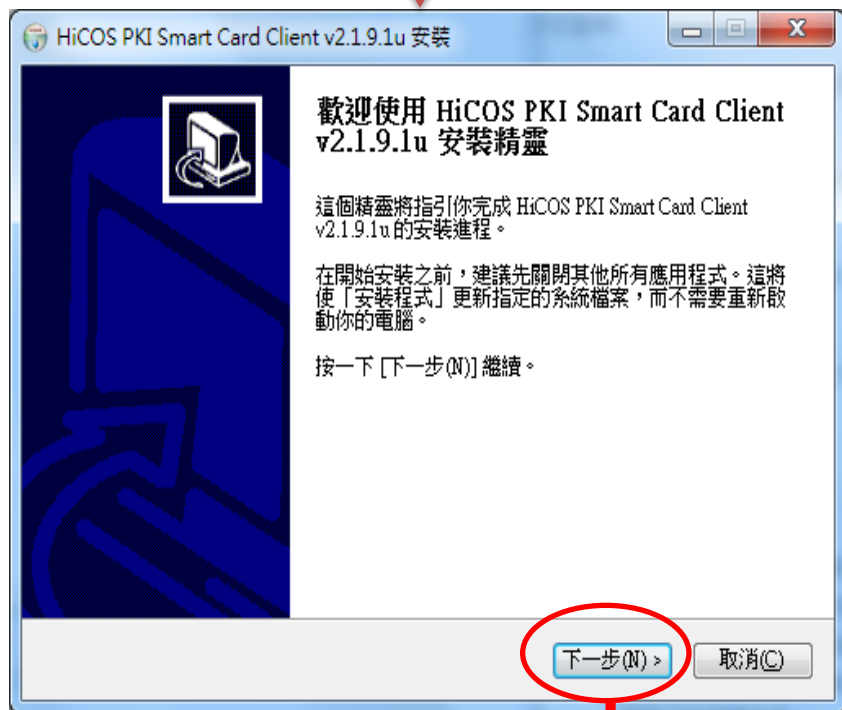 HiCOS PKI Smart Card Client v2.1.9.1u 安裝
歡迎使用 HiCOS PKI Smart Card Client
v2.1.9.1u 安裝精靈
這個精靈將指引你完成 HiCOS PKI Smart Card Client
v2.1.9.1u 的安裝進程。
在開始安裝之前，建議先關閉其他所有應用程式。這將
使「安裝程式」更新指定的系統檔案，而不需要重新啟
動你的電腦。
按一下 [下一步(N)] 繼續。
下一步(N) >
取消(C)